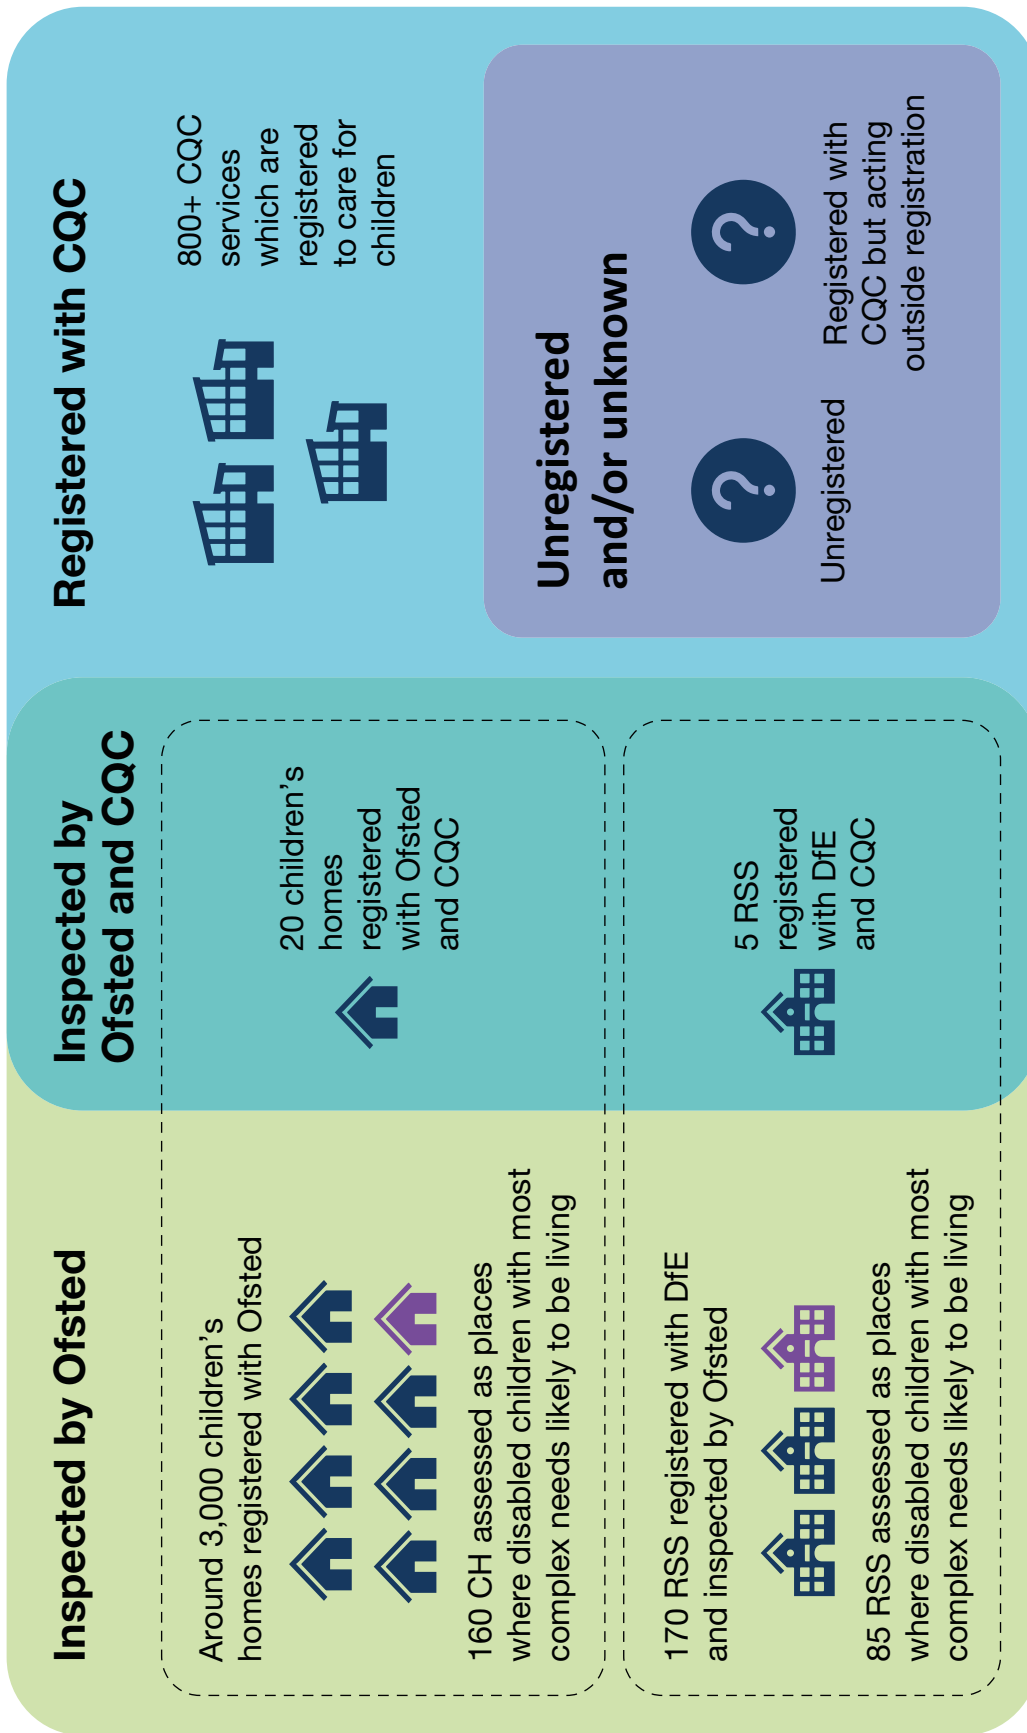 Inspected by Ofsted
Around 3,000 children’s
homes registered with Ofsted
160 CH assessed as places
where disabled children with most
complex needs likely to be living
170 RSS registered with DfE
and inspected by Ofsted
85 RSS assessed as places
where disabled children with most
complex needs likely to be living
Inspected by
Ofsted and CQC
20 children’s
homes
registered
with Ofsted
and CQC
5 RSS
registered
with DfE
and CQC
Registered with CQC
800+ CQC
services
which are
registered
to care for
children
Unregistered
and/or unknown
?
Unregistered
?
Registered with
CQC but acting
outside registration